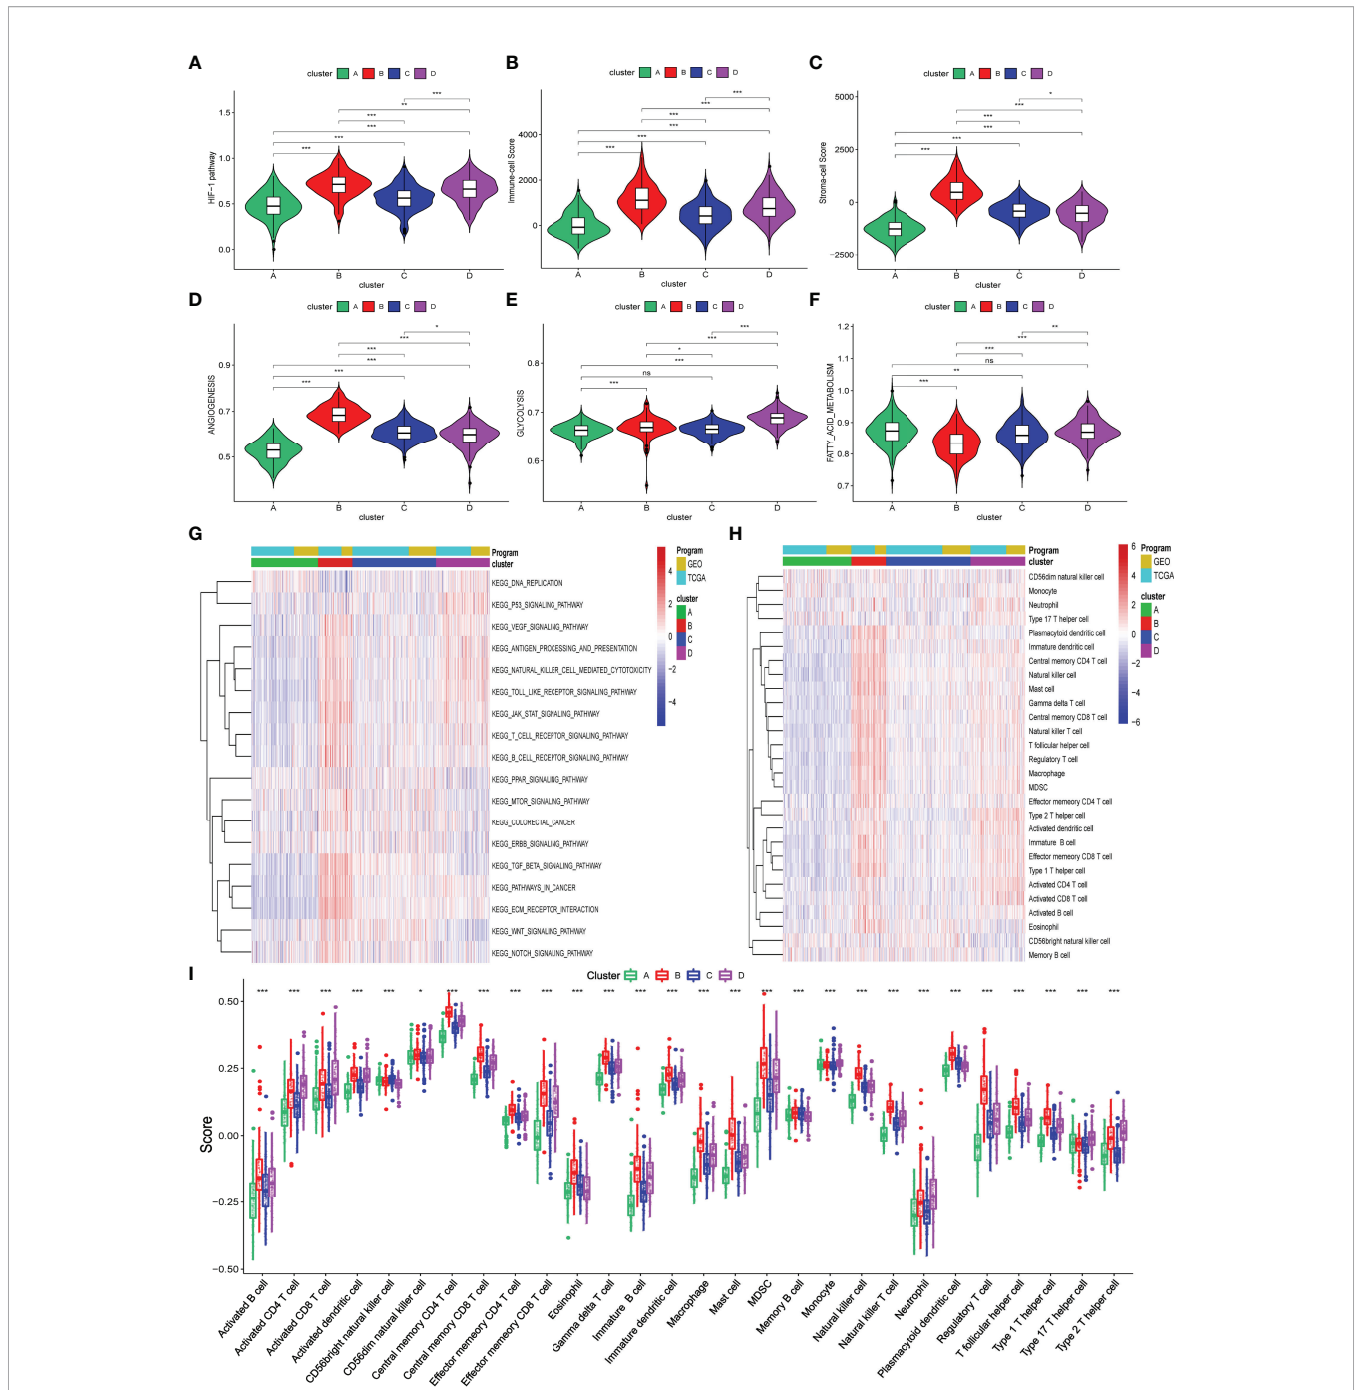 A
cluster A B C D
HIF−1 pathway
1.5
1.0
0.5
0.0
***
**
***
***
***
***
A B C D
cluster
B
cluster A B C D
Immune-cell Score
4000
2000
0
***
***
***
***
***
***
A B C D
cluster
C
cluster A B C D
Stroma-cell Score
5000
2500
0
−2500
*
***
***
***
***
***
A B C D
cluster
D
cluster A B C D
ANGIOGENESIS
0.9
0.7
0.5
*
***
***
***
***
***
A B C D
cluster
E
cluster A B C D
GLYCOLYSIS
0.8
0.7
0.6
***
***
*
***
ns
***
A B C D
cluster
F
cluster A B C D
FATTY_ACID_METABOLISM
1.2
1.1
1.0
0.9
0.8
0.7
**
***
***
ns
**
***
A B C D
cluster
G
Program
cluster
KEGG_DNA_REPLICATION
KEGG_P53_SIGNALING_PATHWAY
KEGG_VEGF_SIGNALING_PATHWAY
KEGG_ANTIGEN_PROCESSING_AND_PRESENTATION
KEGG_NATURAL_KILLER_CELL_MEDIATED_CYTOTOXICITY
KEGG_TOLL_LIKE_RECEPTOR_SIGNALING_PATHWAY
KEGG_JAK_STAT_SIGNALING_PATHWAY
KEGG_T_CELL_RECEPTOR_SIGNALING_PATHWAY
KEGG_B_CELL_RECEPTOR_SIGNALING_PATHWAY
KEGG_PPAR_SIGNALING_PATHWAY
KEGG_MTOR_SIGNALING_PATHWAY
KEGG_COLORECTAL_CANCER
KEGG_ERBB_SIGNALING_PATHWAY
KEGG_TGF_BETA_SIGNALING_PATHWAY
KEGG_PATHWAYS_IN_CANCER
KEGG_ECM_RECEPTOR_INTERACTION
KEGG_WNT_SIGNALING_PATHWAY
KEGG_NOTCH_SIGNALING_PATHWAY
4
2
0
−2
−4
Program
GEO
TCGA
cluster
A
B
C
D
H
Program
cluster
CD56dim natural killer cell
Monocyte
Neutrophil
Type 17 T helper cell
Plasmacytoid dendritic cell
Immature dendritic cell
Central memory CD4 T cell
Natural killer cell
Mast cell
Gamma delta T cell
Central memory CD8 T cell
Natural killer T cell
T follicular helper cell
Regulatory T cell
Macrophage
MDSC
Effector memeory CD4 T cell
Type 2 T helper cell
Activated dendritic cell
Immature B cell
Effector memeory CD8 T cell
Type 1 T helper cell
Activated CD4 T cell
Activated CD8 T cell
Activated B cell
Eosinophil
CD56bright natural killer cell
Memory B cell
6
4
2
0
−2
−4
−6
Program
GEO
TCGA
cluster
A
B
C
D
I
Cluster A B C D
*** *** *** *** *** * *** *** *** *** *** *** *** *** *** *** *** *** *** *** *** *** *** *** *** *** *** ***
Score
0.50
0.25
0.00
−0.25
−0.50
Activated B cell
Activated CD4 T cell
Activated CD8 T cell
Activated dendritic cell
CD56bright natural killer cell
CD56dim natural killer cell
Central memory CD4 T cell
Central memory CD8 T cell
Effector memeory CD4 T cell
Effector memeory CD8 T cell
Eosinophil
Gamma delta T cell
Immature B cell
Immature dendritic cell
Macrophage
Mast cell
MDSC
Memory B cell
Monocyte
Natural killer cell
Natural killer T cell
Neutrophil
Plasmacytoid dendritic cell
Regulatory T cell
T follicular helper cell
Type 1 T helper cell
Type 17 T helper cell
Type 2 T helper cell